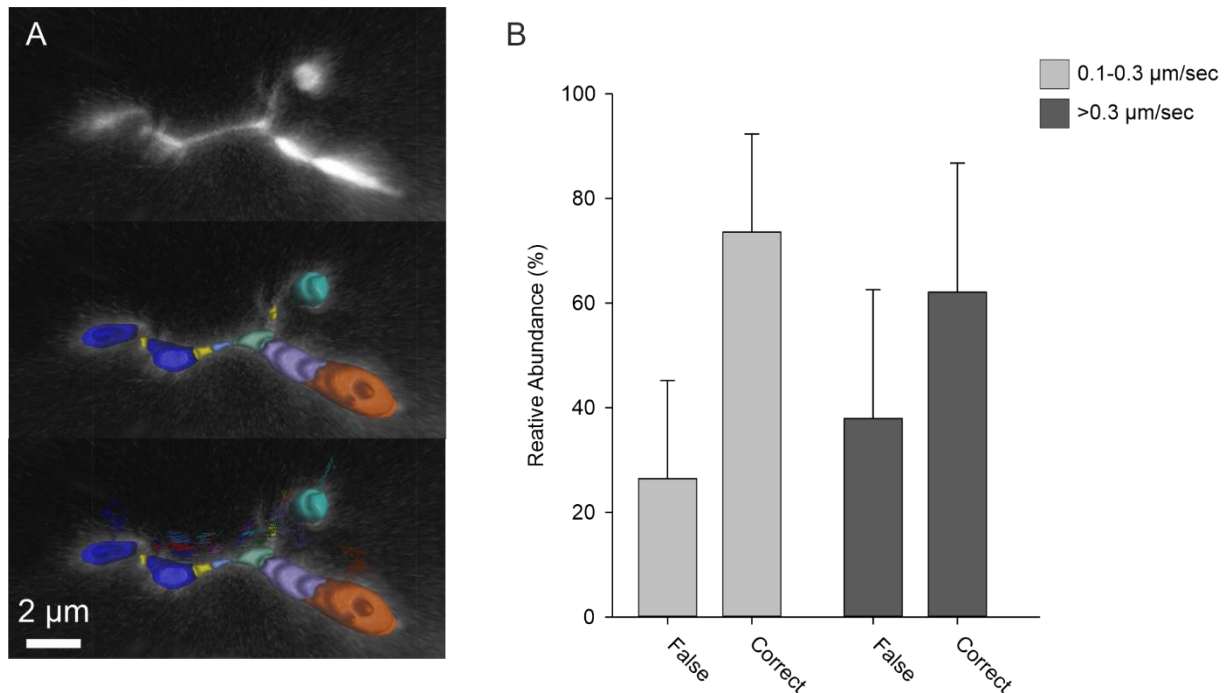 A
2 µm
B
0.1-0.3 µm/sec
>0.3 µm/sec
Reative Abundance (%)
100
80
60
40
20
0
False
Correct
False
Correct